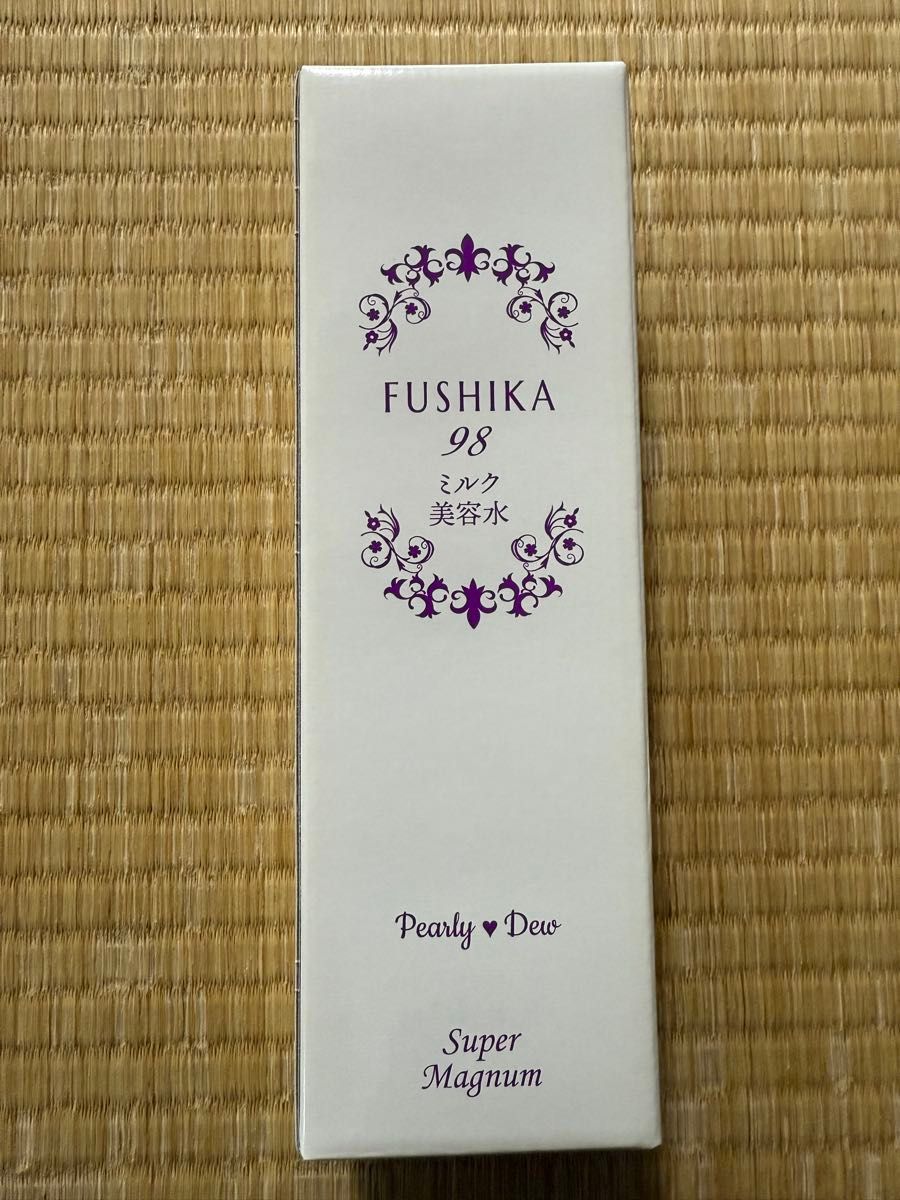 FUSHIKA
98
ミルク
美容水
Pearly ♥ Dew
Super
Magnum